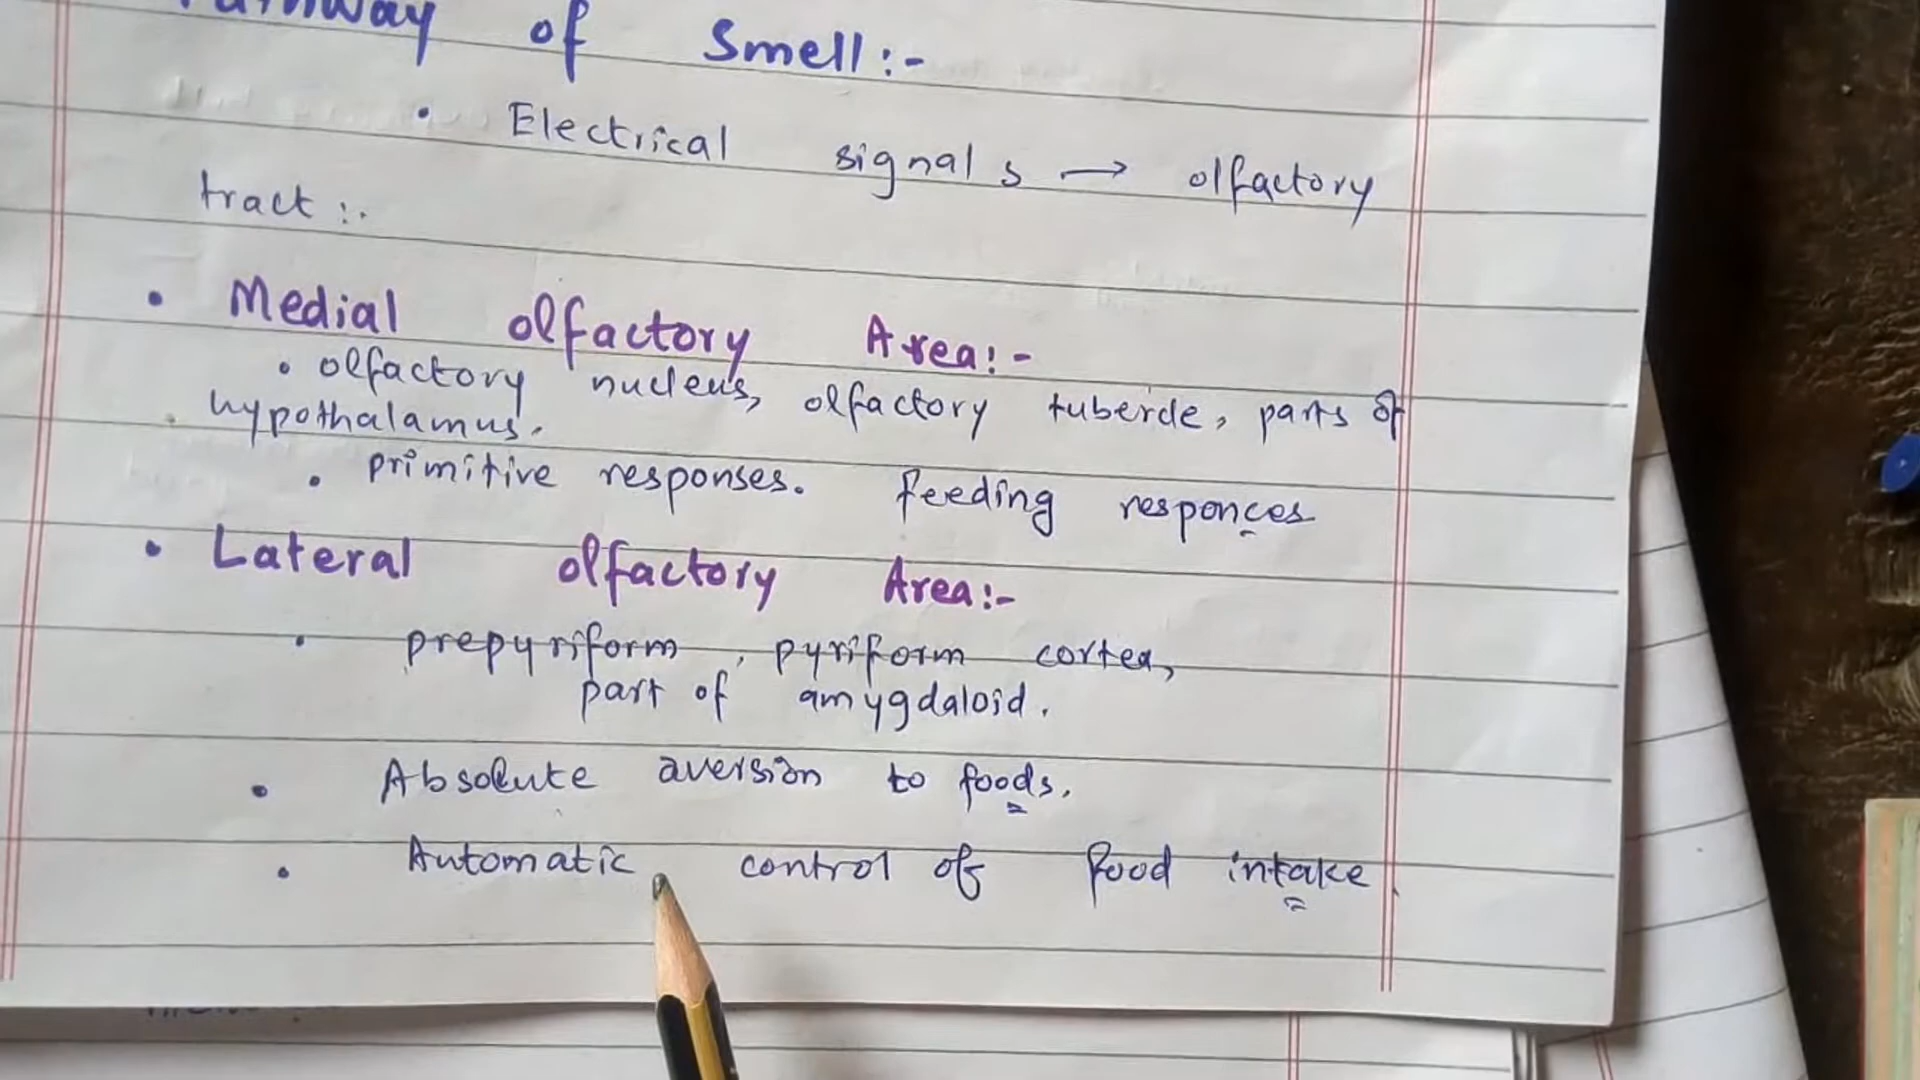 Pathway of Smell:-
• Electrical signals → olfactory
tract :.
• Medial olfactory Area:-
• olfactory nucleus, olfactory tubercle, parts of
hypothalamus.
• primitive responses. feeding responces
• Lateral olfactory Area:-
• prepyriform, pyriform cortex,
part of amygdaloid.
• Absolute aversion to foods.
• Automatic control of food intake.